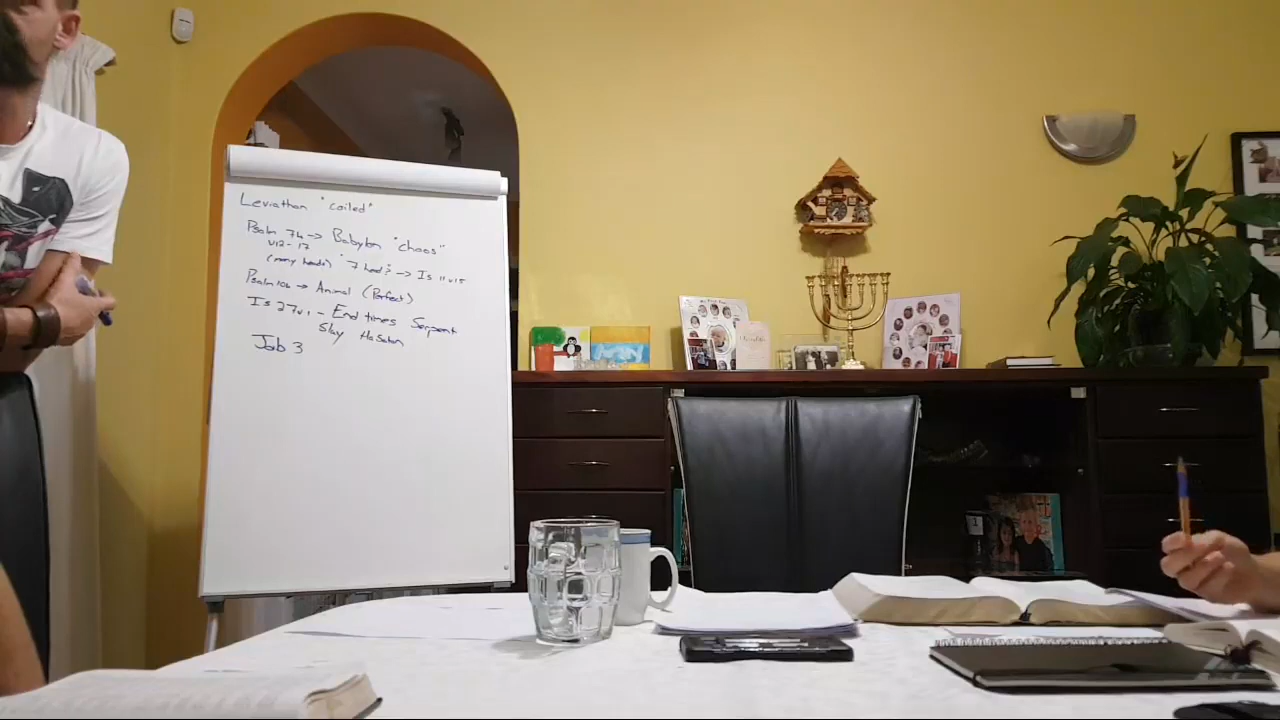 Leviathan "coiled"
Psalm 74 -> Babylon "chaos"
v12-17
(many heads) "7 head? -> Is 11v15
Psalm 104 -> Animal (Perfect)
Is 27v1 - End times Serpent
Slay HaSatan
Job 3